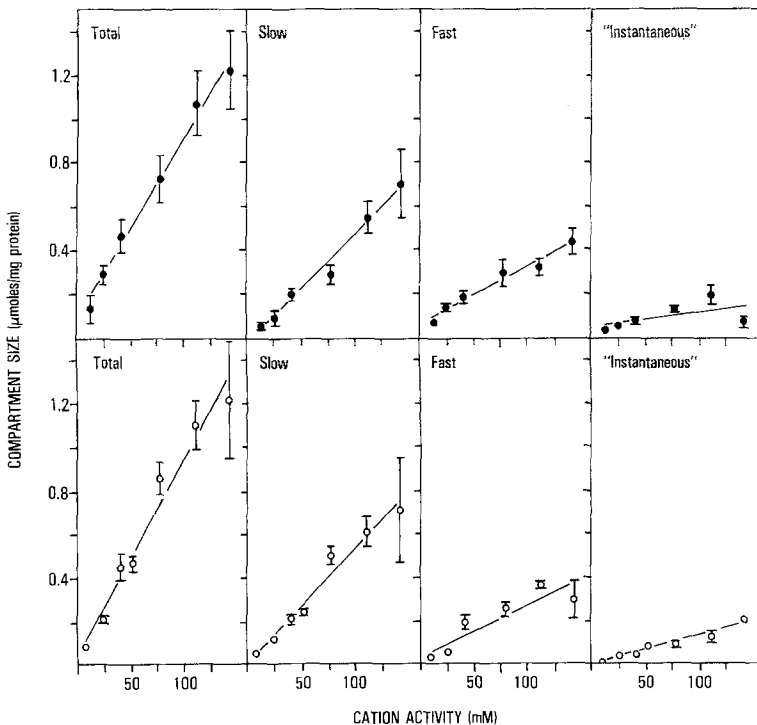 Total
Slow
Fast
"Instantaneous"
1.2
0.8
0.4
Total
Slow
Fast
"Instantaneous"
1.2
0.8
0.4
COMPARTMENT SIZE (μmoles/mg protein)
50 100 50 100 50 100 50 100
CATION ACTIVITY (mM)